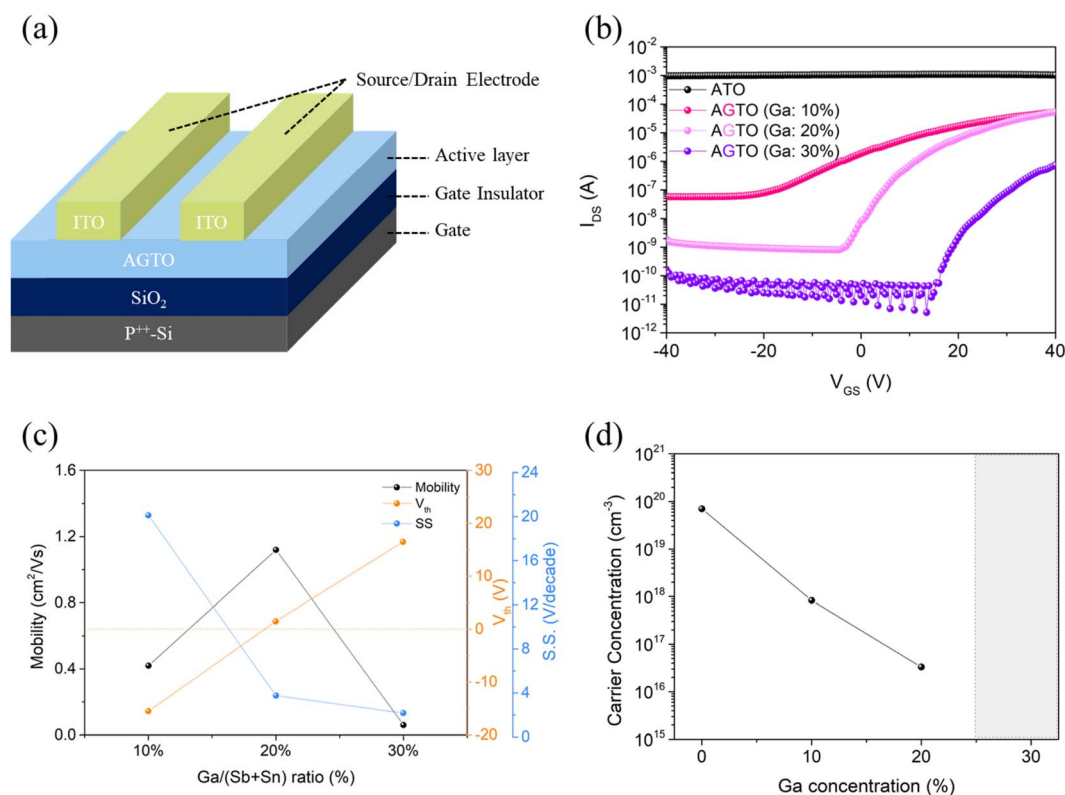 (a)
Source/Drain Electrode
Active layer
Gate Insulator
Gate
ITO
ITO
AGTO
SiO₂
P⁺⁺-Si
(b)
10⁻²
10⁻³
10⁻⁴
10⁻⁵
10⁻⁶
10⁻⁷
10⁻⁸
10⁻⁹
10⁻¹⁰
10⁻¹¹
10⁻¹²
I_DS (A)
ATO
AGTO (Ga: 10%)
AGTO (Ga: 20%)
AGTO (Ga: 30%)
-40 -20 0 20 40
V_GS (V)
(c)
1.6
1.2
0.8
0.4
0.0
Mobility (cm²/Vs)
Mobility
V_th
SS
30
20
10
0
-10
-20
V_th (V)
24
20
16
12
8
4
0
S.S. (V/decade)
10% 20% 30%
Ga/(Sb+Sn) ratio (%)
(d)
10²¹
10²⁰
10¹⁹
10¹⁸
10¹⁷
10¹⁶
10¹⁵
Carrier Concentration (cm⁻³)
0 10 20 30
Ga concentration (%)